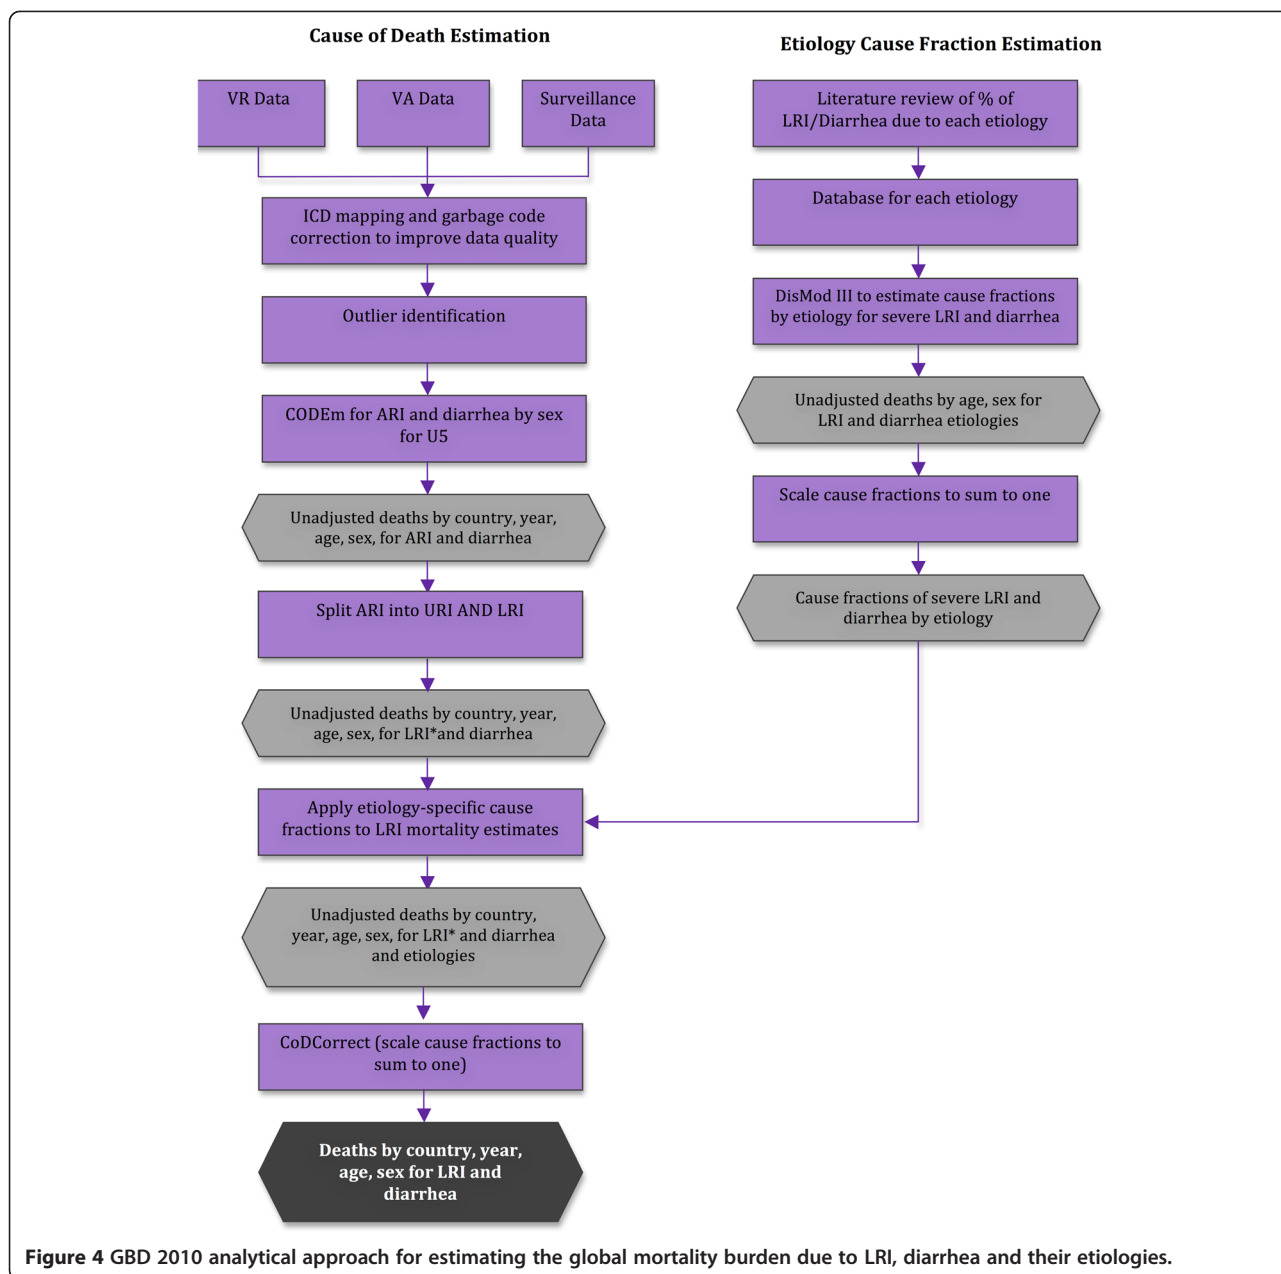 Cause of Death Estimation
VR Data
VA Data
Surveillance
Data
ICD mapping and garbage code
correction to improve data quality
Outlier identification
CODEm for ARI and diarrhea by sex
for U5
Unadjusted deaths by country, year,
age, sex, for ARI and diarrhea
Split ARI into URI AND LRI
Unadjusted deaths by country, year,
age, sex, for LRI*and diarrhea
Apply etiology-specific cause
fractions to LRI mortality estimates
Unadjusted deaths by country,
year, age, sex, for LRI* and diarrhea
and etiologies
CoDCorrect (scale cause fractions to
sum to one)
Deaths by country, year,
age, sex for LRI and
diarrhea
Etiology Cause Fraction Estimation
Literature review of % of
LRI/Diarrhea due to each etiology
Database for each etiology
DisMod III to estimate cause fractions
by etiology for severe LRI and diarrhea
Unadjusted deaths by age, sex for
LRI and diarrhea etiologies
Scale cause fractions to sum to one
Cause fractions of severe LRI and
diarrhea by etiology
Figure 4 GBD 2010 analytical approach for estimating the global mortality burden due to LRI, diarrhea and their etiologies.